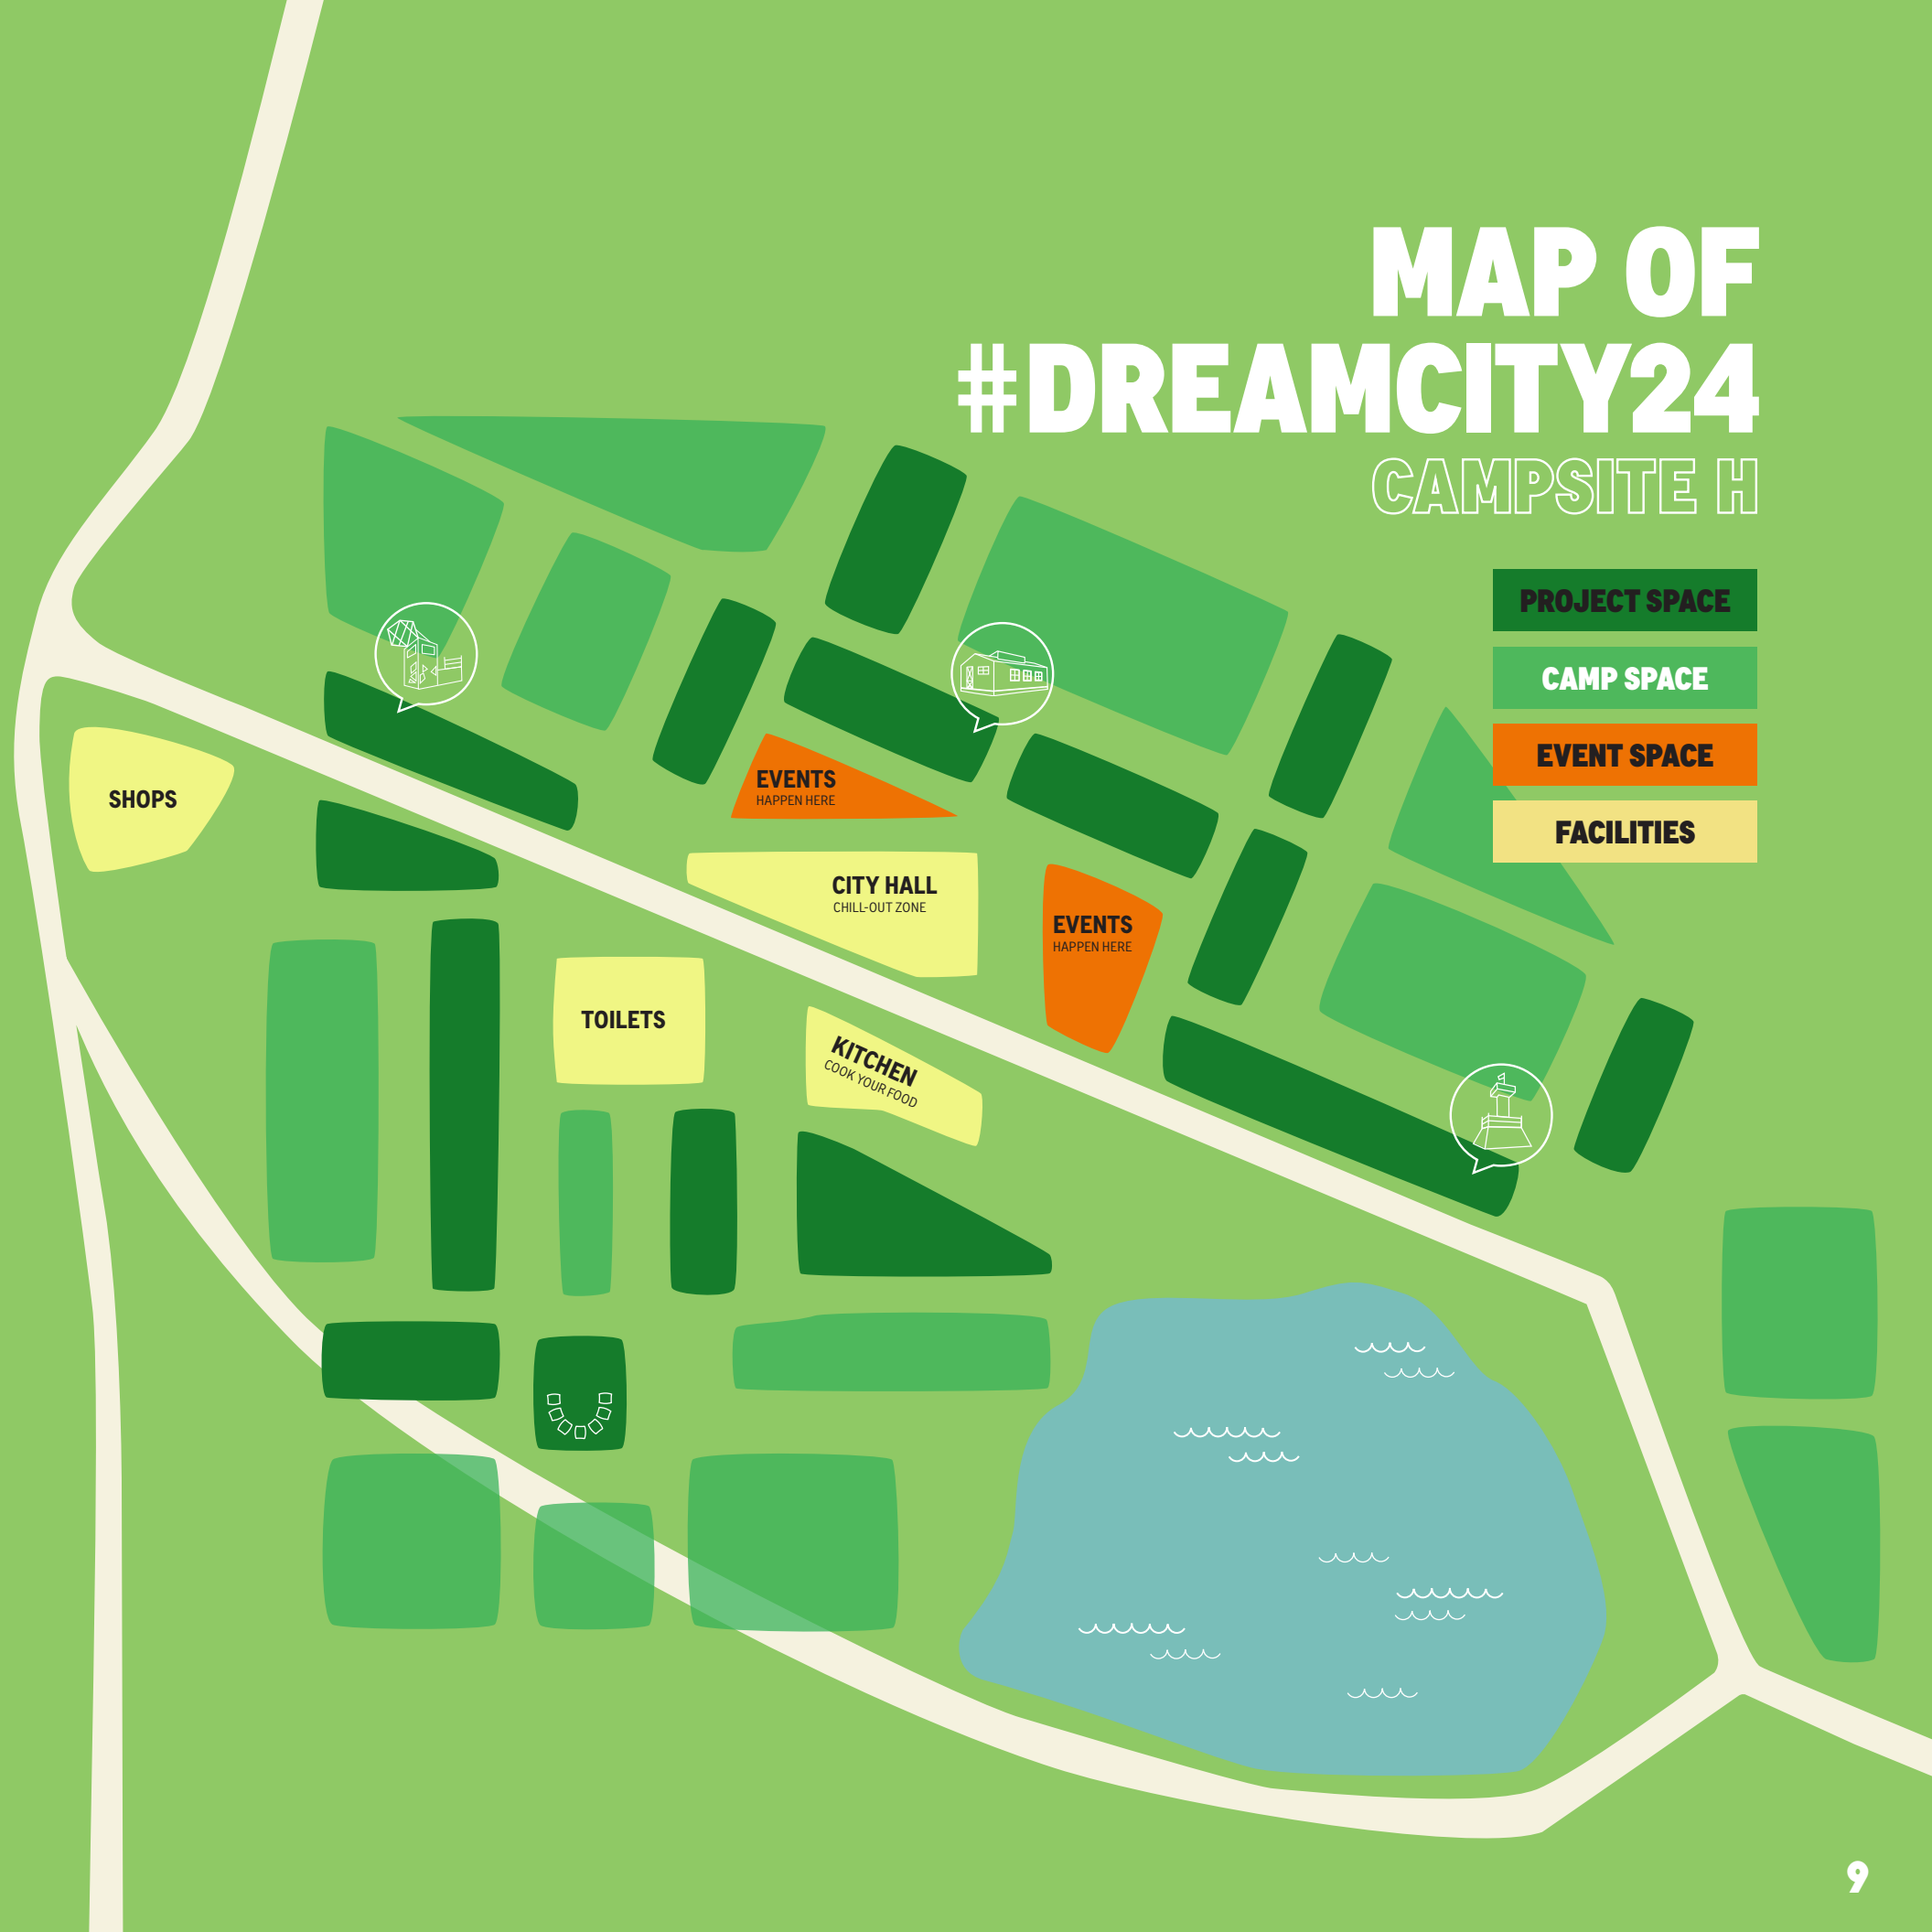 MAP OF
#DREAMCITY24
CAMPSITE H
PROJECT SPACE
CAMP SPACE
EVENT SPACE
FACILITIES
SHOPS
EVENTS
HAPPEN HERE
CITY HALL
CHILL-OUT ZONE
EVENTS
HAPPEN HERE
TOILETS
KITCHEN
COOK YOUR FOOD
9